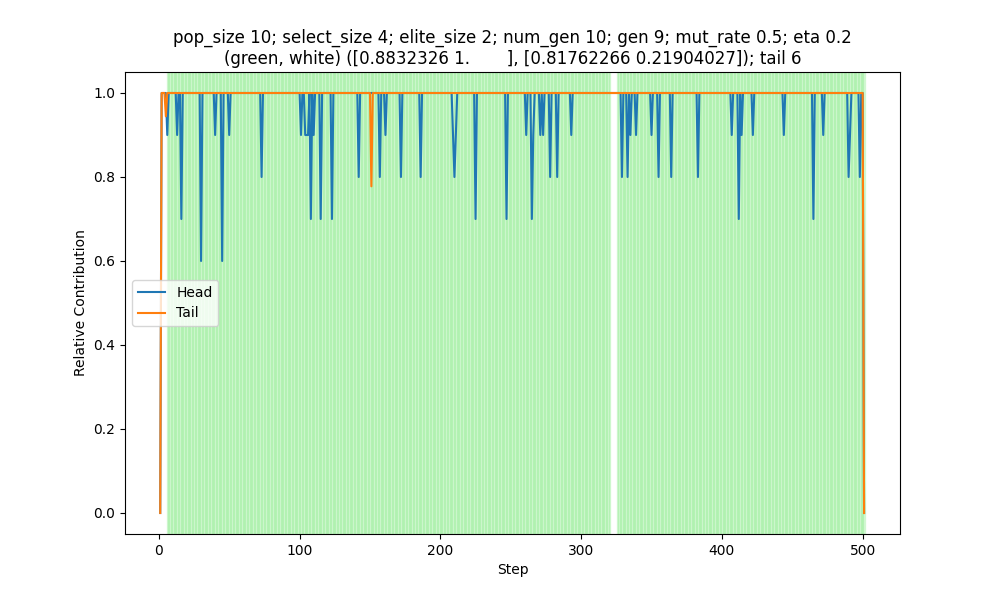 pop_size 10; select_size 4; elite_size 2; num_gen 10; gen 9; mut_rate 0.5; eta 0.2
(green, white) ([0.8832326 1.        ], [0.81762266 0.21904027]); tail 6
1.0
0.8
0.6
0.4
0.2
0.0
Relative Contribution
Head
Tail
0
100
200
300
400
500
Step